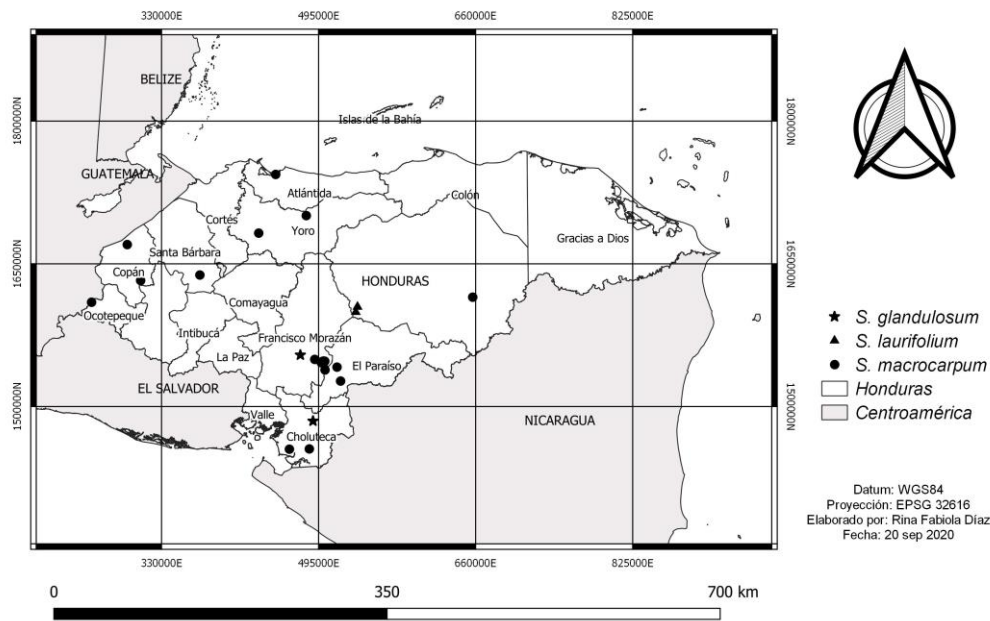 330000E 495000E 660000E 825000E
BELIZE
1800000N 1800000N
Islas de la Bahía
GUATEMALA
Atlántida
Colón
Cortés
Yoro
Gracias a Dios
Santa Bárbara
1650000N 1650000N
Copán
HONDURAS
Ocotepeque
Comayagua
Intibucá
Francisco Morazán
La Paz
El Paraíso
EL SALVADOR
1500000N 1500000N
Valle
NICARAGUA
Choluteca
330000E 495000E 660000E 825000E
S. glandulosum
S. laurifolium
S. macrocarpum
Honduras
Centroamérica
Datum: WGS84
Proyección: EPSG 32616
Elaborado por: Rina Fabiola Díaz
Fecha: 20 sep 2020
0 350 700 km